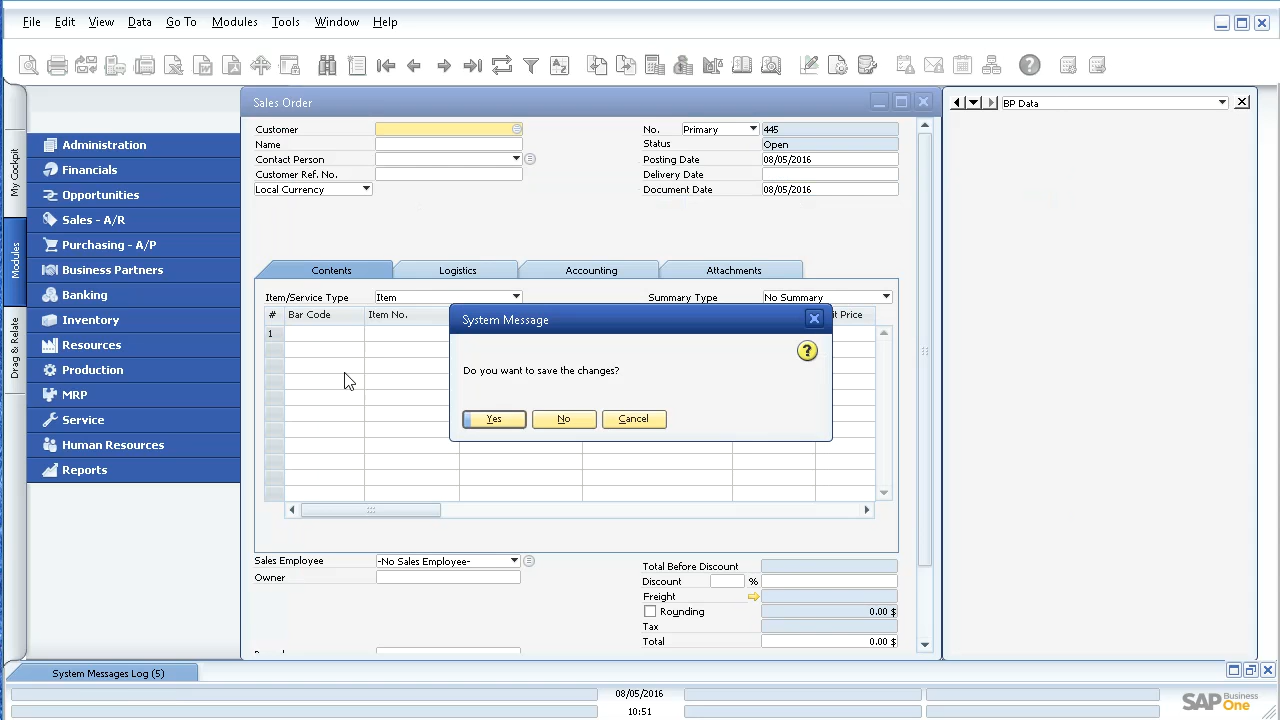 File Edit View Data Go To Modules Tools Window Help
Sales Order
BP Data
My Cockpit
Modules
Drag & Relate
Administration
Financials
Opportunities
Sales - A/R
Purchasing - A/P
Business Partners
Banking
Inventory
Resources
Production
MRP
Service
Human Resources
Reports
Customer
Name
Contact Person
Customer Ref. No.
Local Currency
No. Primary 445
Status Open
Posting Date 08/05/2016
Delivery Date
Document Date 08/05/2016
Contents Logistics Accounting Attachments
Item/Service Type Item Summary Type No Summary
# Bar Code Item No. Price
1
System Message
?
Do you want to save the changes?
Yes No Cancel
Sales Employee -No Sales Employee-
Owner
Total Before Discount
Discount %
Freight
Rounding 0.00 $
Tax
Total 0.00 $
System Messages Log (5)
08/05/2016
10:51
SAP Business One